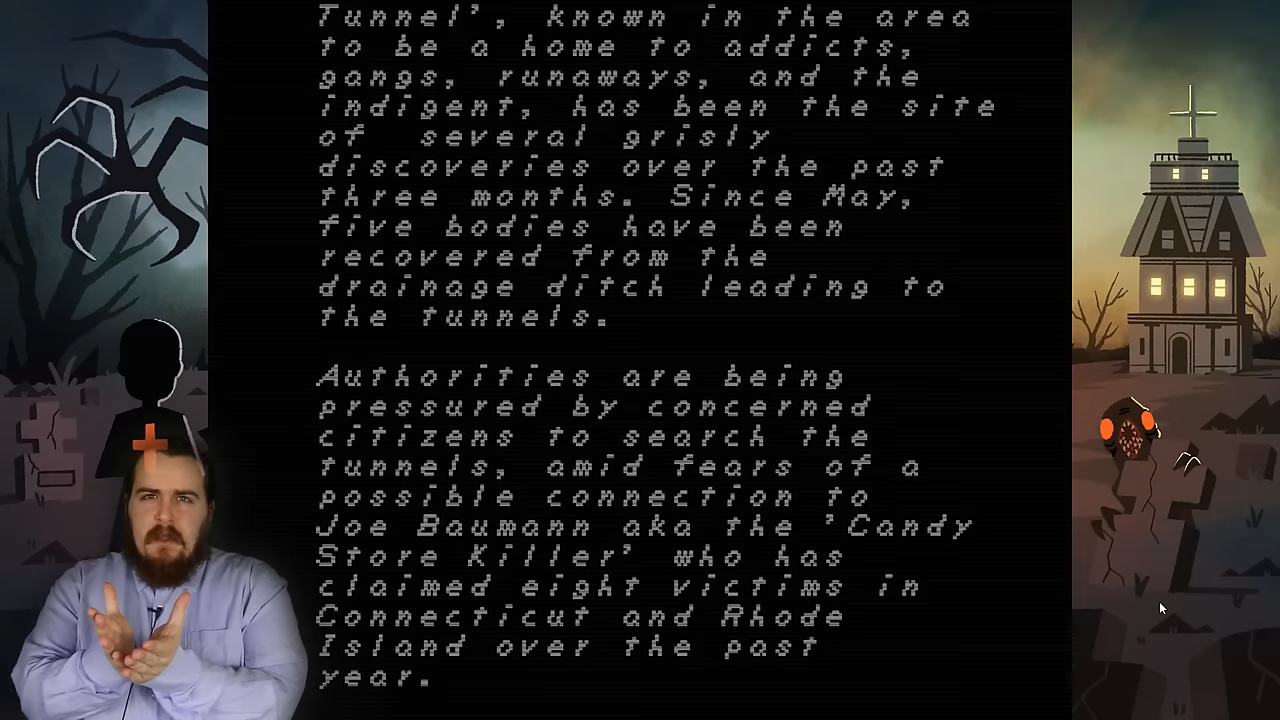 Tunnel', known in the area
to be a home to addicts,
gangs, runaways, and the
indigent, has been the site
of several grisly
discoveries over the past
three months. Since May,
five bodies have been
recovered from the
drainage ditch leading to
the tunnels.
Authorities are being
pressured by concerned
citizens to search the
tunnels, amid fears of a
possible connection to
Joe Baumann aka the 'Candy
Store Killer' who has
claimed eight victims in
Connecticut and Rhode
Island over the past
year.